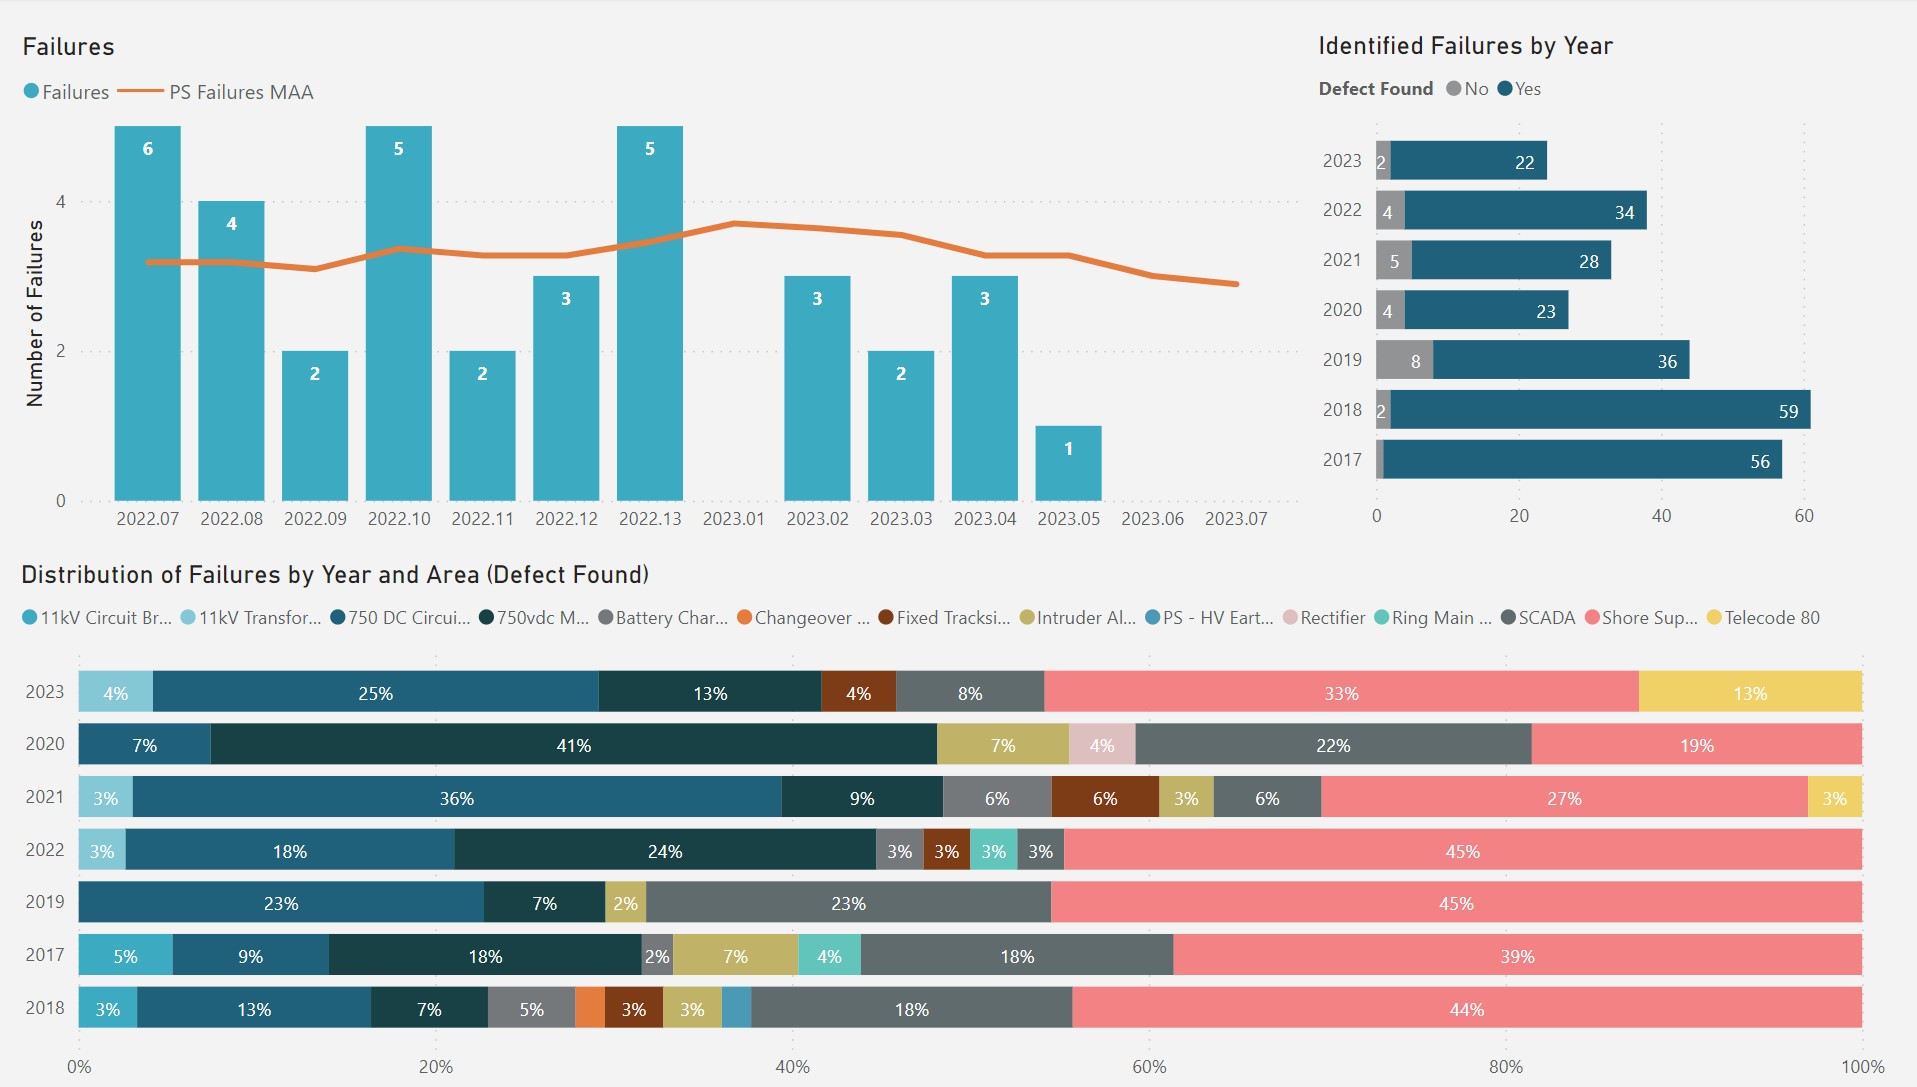 Failures
Failures PS Failures MAA
Number of Failures
4
2
0
6
4
2
5
2
3
5
3
2
3
1
2022.07 2022.08 2022.09 2022.10 2022.11 2022.12 2022.13 2023.01 2023.02 2023.03 2023.04 2023.05 2023.06 2023.07
Identified Failures by Year
Defect Found No Yes
2023 2 22
2022 4 34
2021 5 28
2020 4 23
2019 8 36
2018 2 59
2017 56
0 20 40 60
Distribution of Failures by Year and Area (Defect Found)
11kV Circuit Br... 11kV Transfor... 750 DC Circui... 750vdc M... Battery Char... Changeover ... Fixed Tracksi... Intruder Al... PS - HV Eart... Rectifier Ring Main ... SCADA Shore Sup... Telecode 80
2023 4% 25% 13% 4% 8% 33% 13%
2020 7% 41% 7% 4% 22% 19%
2021 3% 36% 9% 6% 6% 3% 6% 27% 3%
2022 3% 18% 24% 3% 3% 3% 3% 45%
2019 23% 7% 2% 23% 45%
2017 5% 9% 18% 2% 7% 4% 18% 39%
2018 3% 13% 7% 5% 3% 3% 18% 44%
0% 20% 40% 60% 80% 100%